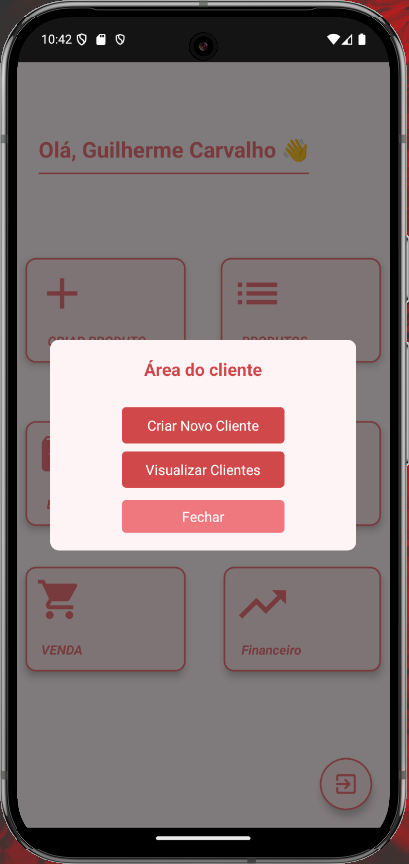 10:42
Olá, Guilherme Carvalho 👋
CRIAR PRODUTO
PRODUTOS
Área do cliente
Criar Novo Cliente
Visualizar Clientes
Fechar
VENDA
Financeiro